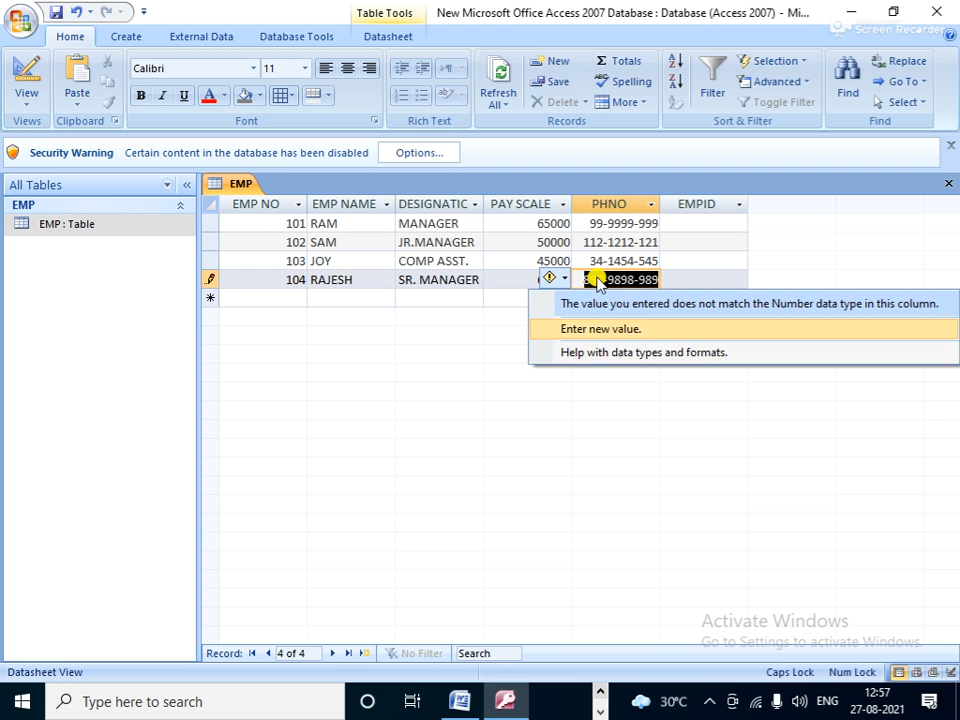 Table Tools
New Microsoft Office Access 2007 Database : Database (Access 2007) - Mi...
Screen Recorder
Home Create External Data Database Tools Datasheet
View
Views
Paste
Clipboard
Calibri 11
B I U A
Font
Rich Text
Refresh
All
New
Save
Delete
Totals
Spelling
More
Records
Filter
Selection
Advanced
Toggle Filter
Sort & Filter
Find
Replace
Go To
Select
Find
Security Warning Certain content in the database has been disabled Options...
All Tables
EMP
EMP : Table
EMP
EMP NO EMP NAME DESIGNATIC PAY SCALE PHNO EMPID
101 RAM MANAGER 65000 99-9999-999
102 SAM JR.MANAGER 50000 112-1212-121
103 JOY COMP ASST. 45000 34-1454-545
104 RAJESH SR. MANAGER -9898-989
The value you entered does not match the Number data type in this column.
Enter new value.
Help with data types and formats.
Activate Windows
Go to Settings to activate Windows.
Record: 4 of 4 No Filter Search
Datasheet View Caps Lock Num Lock
Type here to search
30°C ENG
12:57
27-08-2021